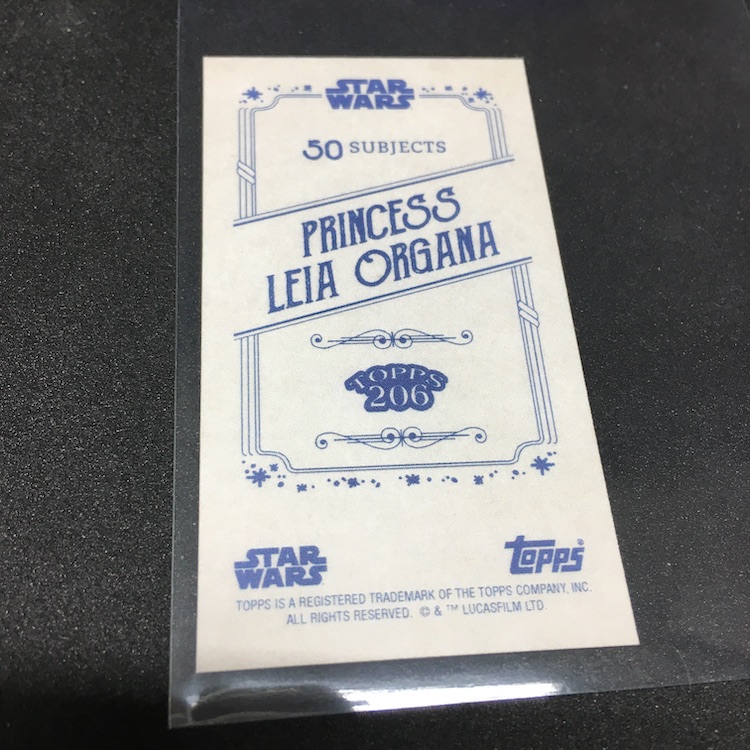 STAR
WARS
50 SUBJECTS
PRINCESS
LEIA ORGANA
TOPPS
206
STAR
WARS
topps®
TOPPS IS A REGISTERED TRADEMARK OF THE TOPPS COMPANY, INC.
ALL RIGHTS RESERVED. © & ™ LUCASFILM LTD.